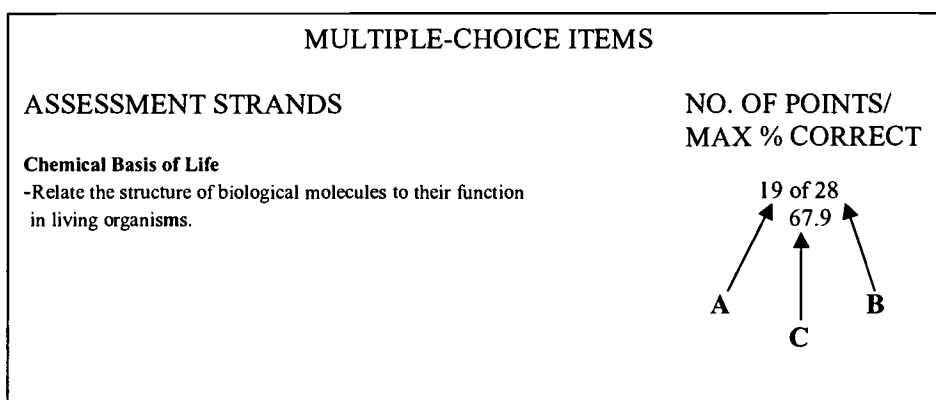 MULTIPLE-CHOICE ITEMS
ASSESSMENT STRANDS
NO. OF POINTS/
MAX % CORRECT
Chemical Basis of Life
-Relate the structure of biological molecules to their function
in living organisms.
19 of 28
67.9
A
B
C